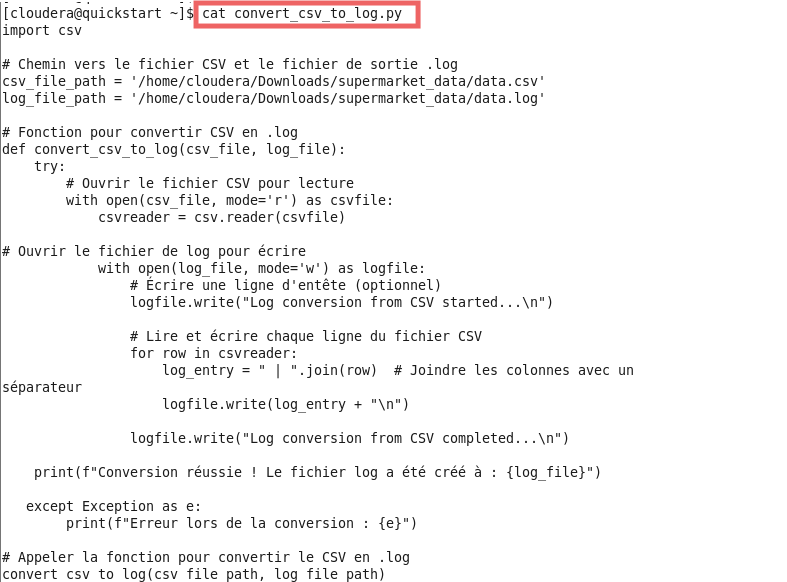 [cloudera@quickstart ~]$ cat convert_csv_to_log.py
import csv

# Chemin vers le fichier CSV et le fichier de sortie .log
csv_file_path = '/home/cloudera/Downloads/supermarket_data/data.csv'
log_file_path = '/home/cloudera/Downloads/supermarket_data/data.log'

# Fonction pour convertir CSV en .log
def convert_csv_to_log(csv_file, log_file):
    try:
        # Ouvrir le fichier CSV pour lecture
        with open(csv_file, mode='r') as csvfile:
            csvreader = csv.reader(csvfile)

# Ouvrir le fichier de log pour écrire
            with open(log_file, mode='w') as logfile:
                # Écrire une ligne d'entête (optionnel)
                logfile.write("Log conversion from CSV started...\n")

                # Lire et écrire chaque ligne du fichier CSV
                for row in csvreader:
                    log_entry = " | ".join(row)  # Joindre les colonnes avec un
séparateur
                    logfile.write(log_entry + "\n")

                logfile.write("Log conversion from CSV completed...\n")

    print(f"Conversion réussie ! Le fichier log a été créé à : {log_file}")

   except Exception as e:
        print(f"Erreur lors de la conversion : {e}")

# Appeler la fonction pour convertir le CSV en .log
convert_csv_to_log(csv_file_path, log_file_path)